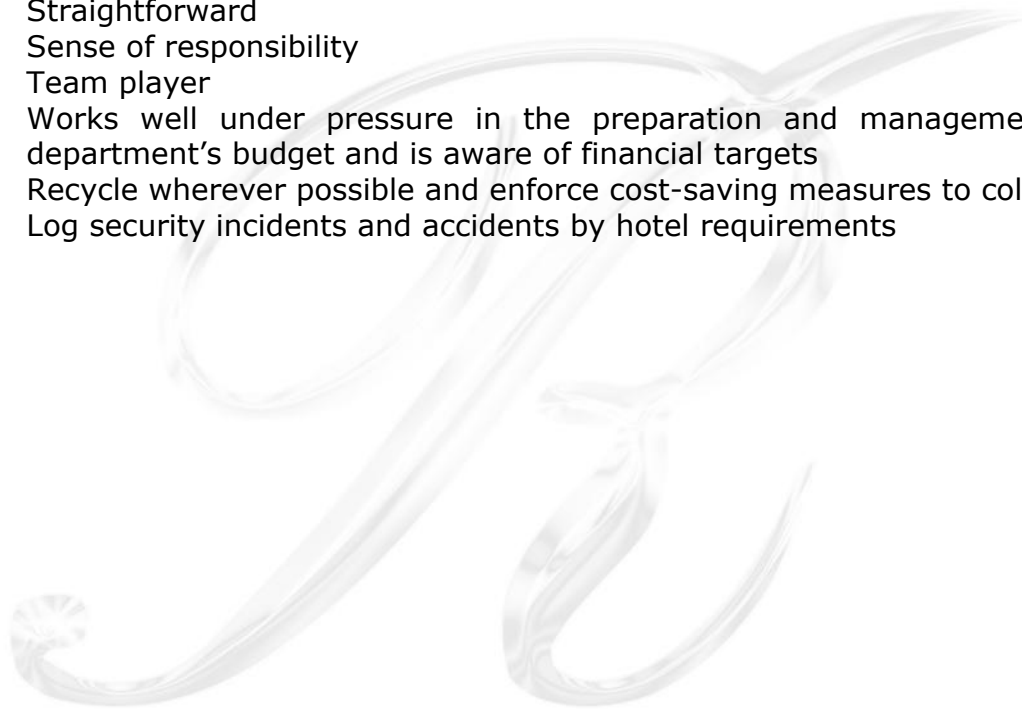 Straightforward
Sense of responsibility
Team player
Works well under pressure in the preparation and manageme
department’s budget and is aware of financial targets
Recycle wherever possible and enforce cost-saving measures to col
Log security incidents and accidents by hotel requirements